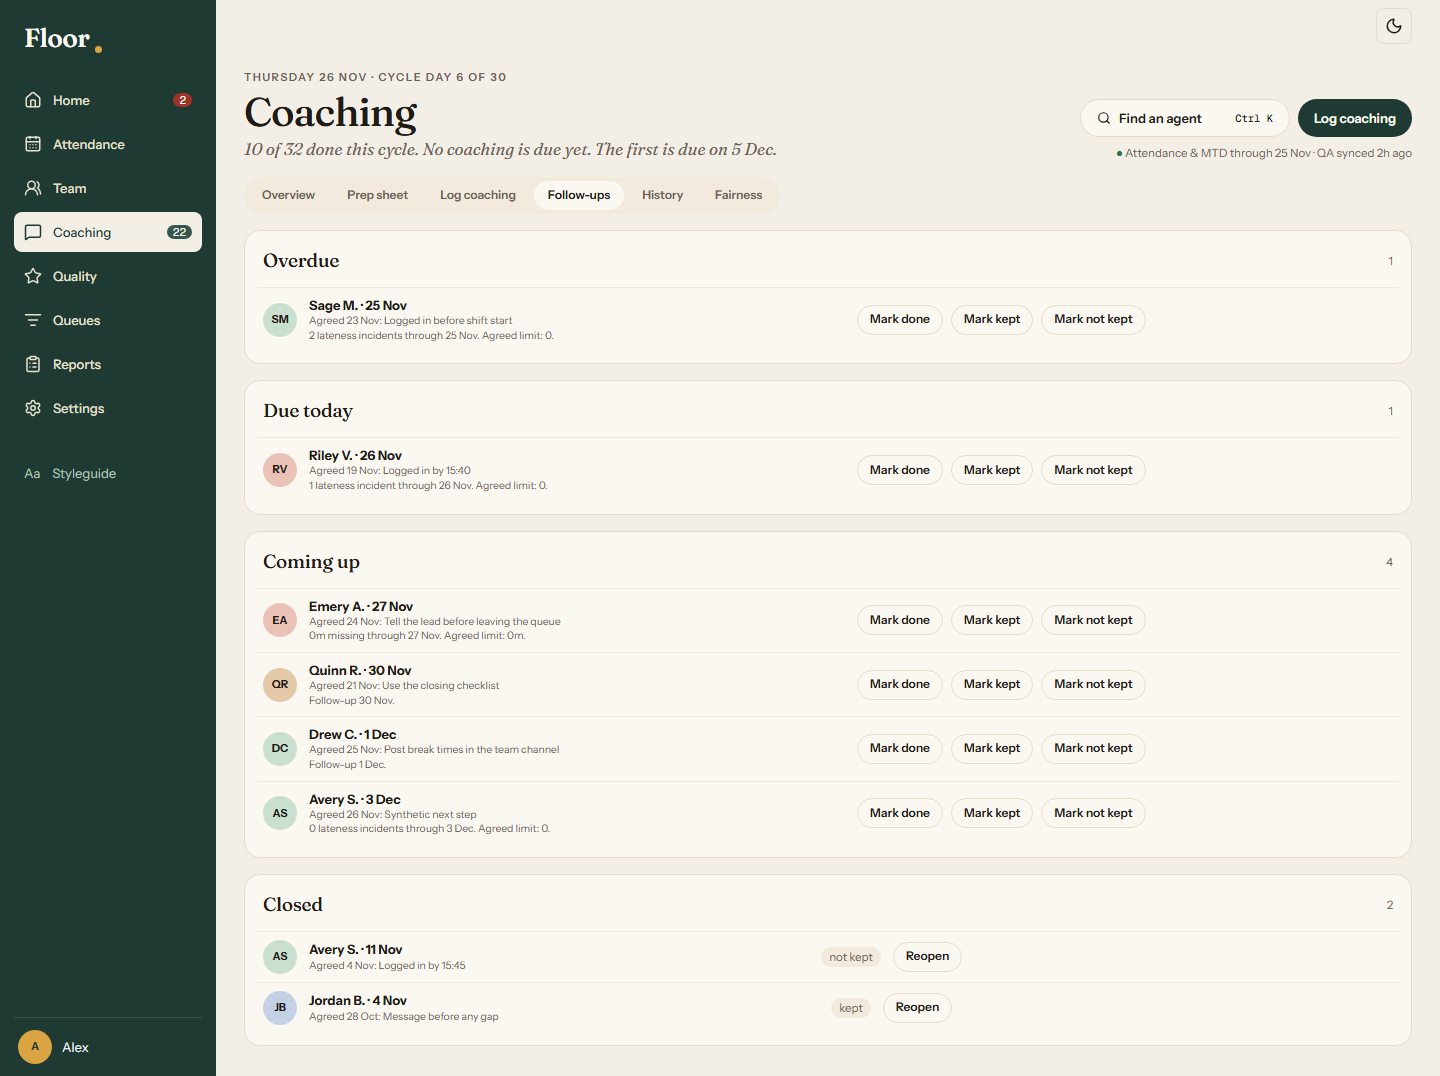 Floor.
Home 2
Attendance
Team
Coaching 22
Quality
Queues
Reports
Settings
Aa Styleguide
A Alex
THURSDAY 26 NOV · CYCLE DAY 6 OF 30
Coaching
10 of 32 done this cycle. No coaching is due yet. The first is due on 5 Dec.
Find an agent Ctrl K
Log coaching
Attendance & MTD through 25 Nov · QA synced 2h ago
Overview Prep sheet Log coaching Follow-ups History Fairness
Overdue 1
SM
Sage M. · 25 Nov
Agreed 23 Nov: Logged in before shift start
2 lateness incidents through 25 Nov. Agreed limit: 0.
Mark done Mark kept Mark not kept
Due today 1
RV
Riley V. · 26 Nov
Agreed 19 Nov: Logged in by 15:40
1 lateness incident through 26 Nov. Agreed limit: 0.
Mark done Mark kept Mark not kept
Coming up 4
EA
Emery A. · 27 Nov
Agreed 24 Nov: Tell the lead before leaving the queue
0m missing through 27 Nov. Agreed limit: 0m.
Mark done Mark kept Mark not kept
QR
Quinn R. · 30 Nov
Agreed 21 Nov: Use the closing checklist
Follow-up 30 Nov.
Mark done Mark kept Mark not kept
DC
Drew C. · 1 Dec
Agreed 25 Nov: Post break times in the team channel
Follow-up 1 Dec.
Mark done Mark kept Mark not kept
AS
Avery S. · 3 Dec
Agreed 26 Nov: Synthetic next step
0 lateness incidents through 3 Dec. Agreed limit: 0.
Mark done Mark kept Mark not kept
Closed 2
AS
Avery S. · 11 Nov
Agreed 4 Nov: Logged in by 15:45
not kept Reopen
JB
Jordan B. · 4 Nov
Agreed 28 Oct: Message before any gap
kept Reopen